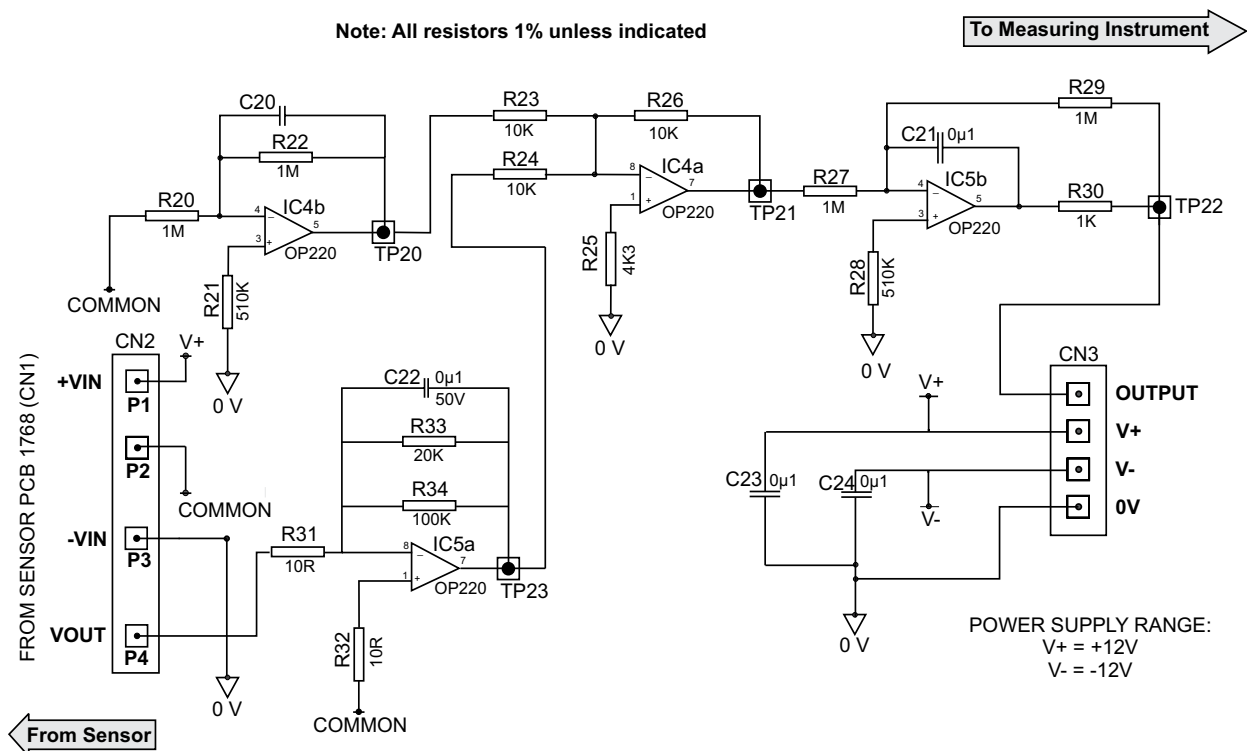 Note: All resistors 1% unless indicated
To Measuring Instrument
C20
R22
1M
R20
1M
4
−
3
+
5
IC4b
OP220
TP20
R21
510K
0 V
COMMON
R23
10K
R24
10K
R26
10K
8
−
1
+
7
IC4a
OP220
TP21
R25
4K3
0 V
R27
1M
C21
0µ1
R29
1M
4
−
3
+
5
IC5b
OP220
R30
1K
TP22
R28
510K
0 V
FROM SENSOR PCB 1768 (CN1)
CN2
V+
+VIN
P1
P2
COMMON
-VIN
P3
VOUT
P4
0 V
C22
0µ1
50V
R33
20K
R34
100K
R31
10R
8
−
1
+
7
IC5a
OP220
TP23
R32
10R
COMMON
CN3
V+
OUTPUT
V+
V-
0V
C23
0µ1
C24
0µ1
V-
0 V
POWER SUPPLY RANGE:
V+ = +12V
V- = -12V
From Sensor